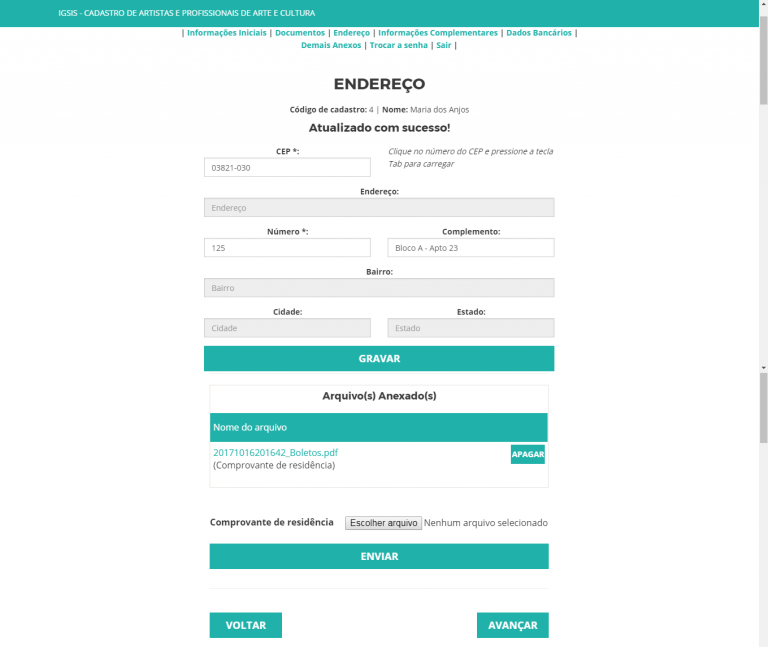 IGSIS - CADASTRO DE ARTISTAS E PROFISSIONAIS DE ARTE E CULTURA
| Informações Iniciais | Documentos | Endereço | Informações Complementares | Dados Bancários |
Demais Anexos | Trocar a senha | Sair |
ENDEREÇO
Código de cadastro: 4 | Nome: Maria dos Anjos
Atualizado com sucesso!
CEP *:
03821-030
Clique no número do CEP e pressione a tecla
Tab para carregar
Endereço:
Endereço
Número *:
125
Complemento:
Bloco A - Apto 23
Bairro:
Bairro
Cidade:
Cidade
Estado:
Estado
GRAVAR
Arquivo(s) Anexado(s)
Nome do arquivo
20171016201642_Boletos.pdf
(Comprovante de residência)
APAGAR
Comprovante de residência Escolher arquivo Nenhum arquivo selecionado
ENVIAR
VOLTAR
AVANÇAR